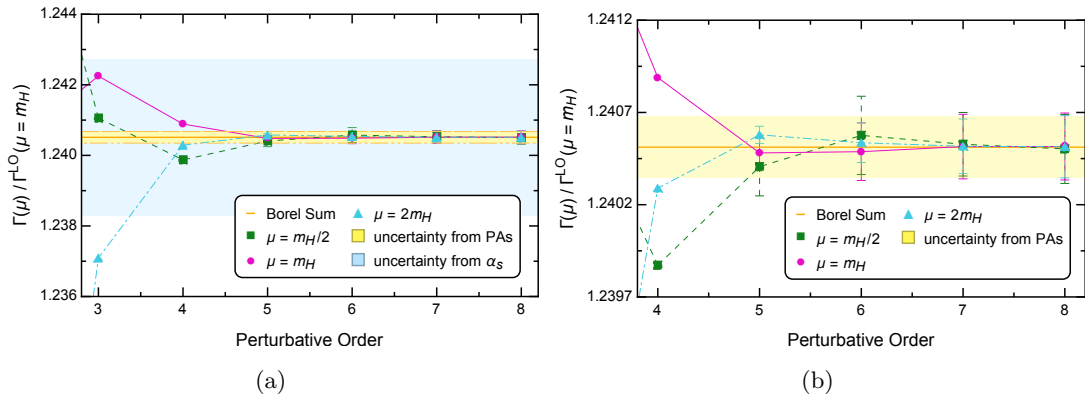 1.244
1.242
1.240
1.238
1.236
Γ(μ) / Γ^LO(μ = m_H)
Borel Sum
μ = m_H/2
μ = m_H
μ = 2m_H
uncertainty from PAs
uncertainty from α_s
3 4 5 6 7 8
Perturbative Order
(a)
1.2412
1.2407
1.2402
1.2397
Γ(μ) / Γ^LO(μ = m_H)
Borel Sum
μ = m_H/2
μ = m_H
μ = 2m_H
uncertainty from PAs
4 5 6 7 8
Perturbative Order
(b)